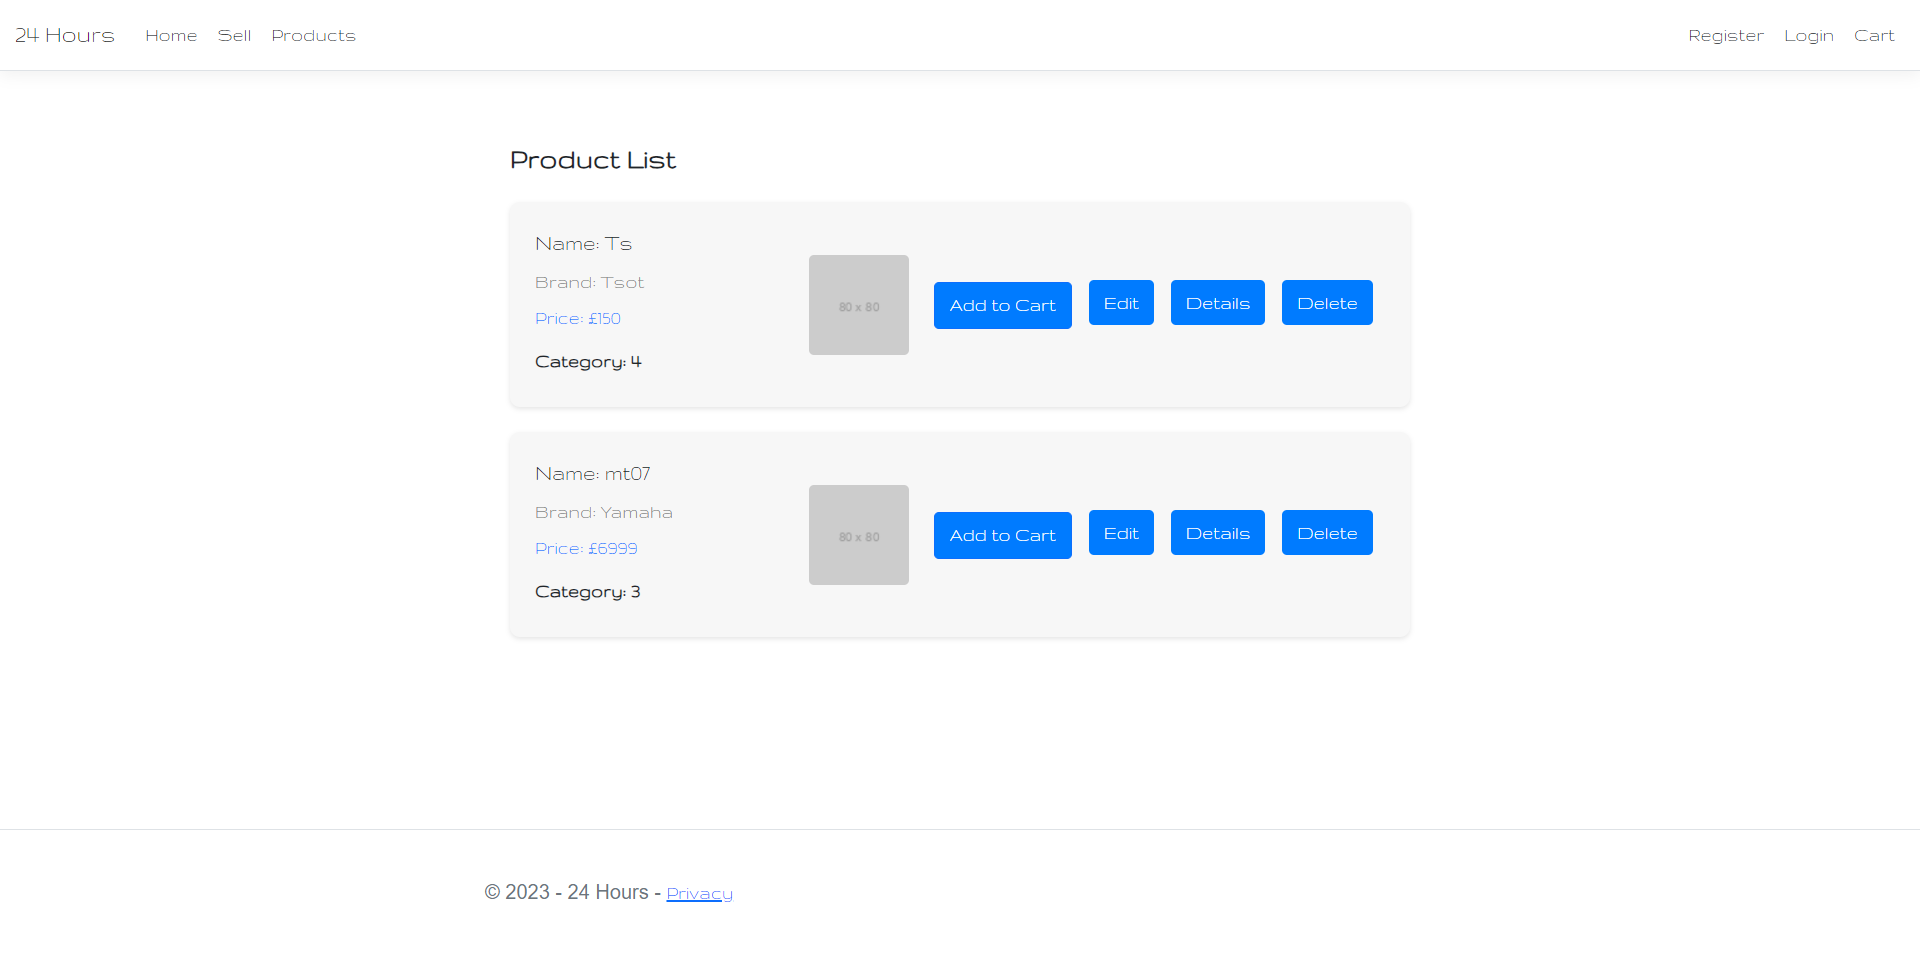 24 Hours Home Sell Products Register Login Cart
Product List
Name: Ts
Brand: Tsot
Price: £150
Category: 4
80 x 80
Add to Cart Edit Details Delete
Name: mt07
Brand: Yamaha
Price: £6999
Category: 3
80 x 80
Add to Cart Edit Details Delete
© 2023 - 24 Hours - Privacy